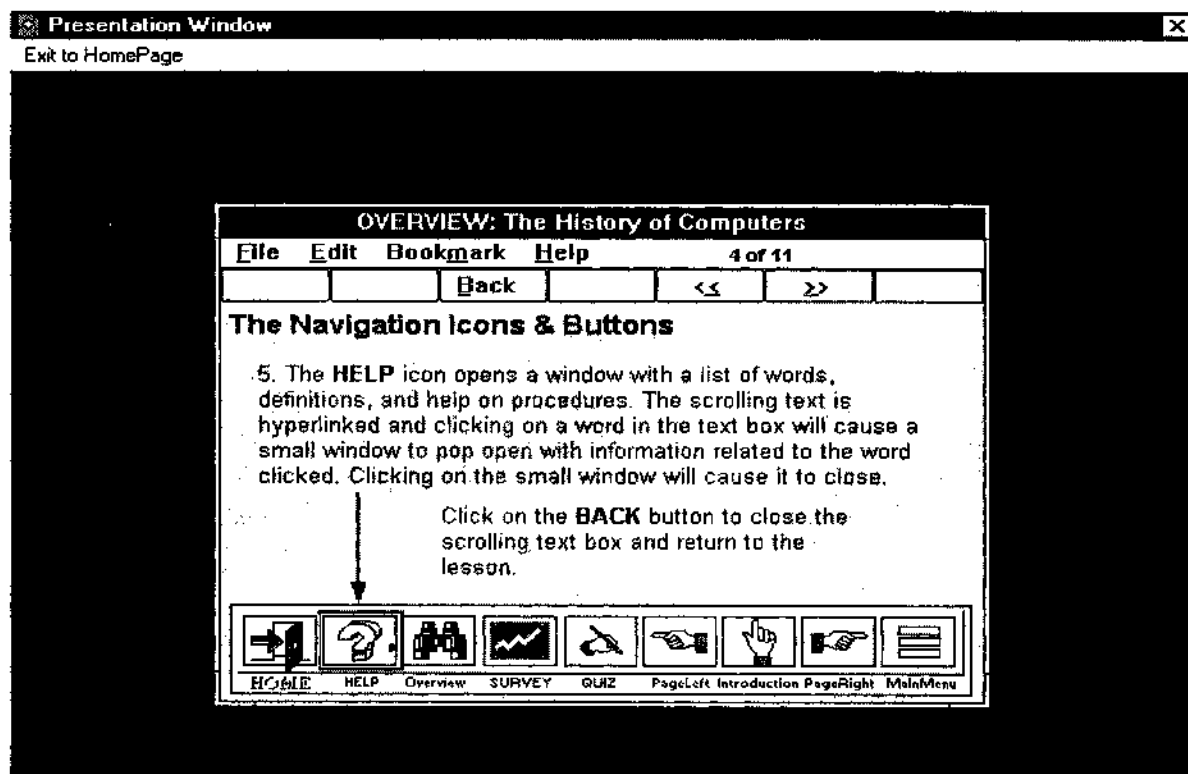 Presentation Window
Exit to HomePage
OVERVIEW: The History of Computers
File Edit Bookmark Help 4 of 11
Back << >>
The Navigation Icons & Buttons
5. The HELP icon opens a window with a list of words,
definitions, and help on procedures. The scrolling text is
hyperlinked and clicking on a word in the text box will cause a
small window to pop open with information related to the word
clicked. Clicking on the small window will cause it to close.
Click on the BACK button to close the
scrolling text box and return to the
lesson.
HOME HELP Overview SURVEY QUIZ PageLeft Introduction PageRight MainMenu